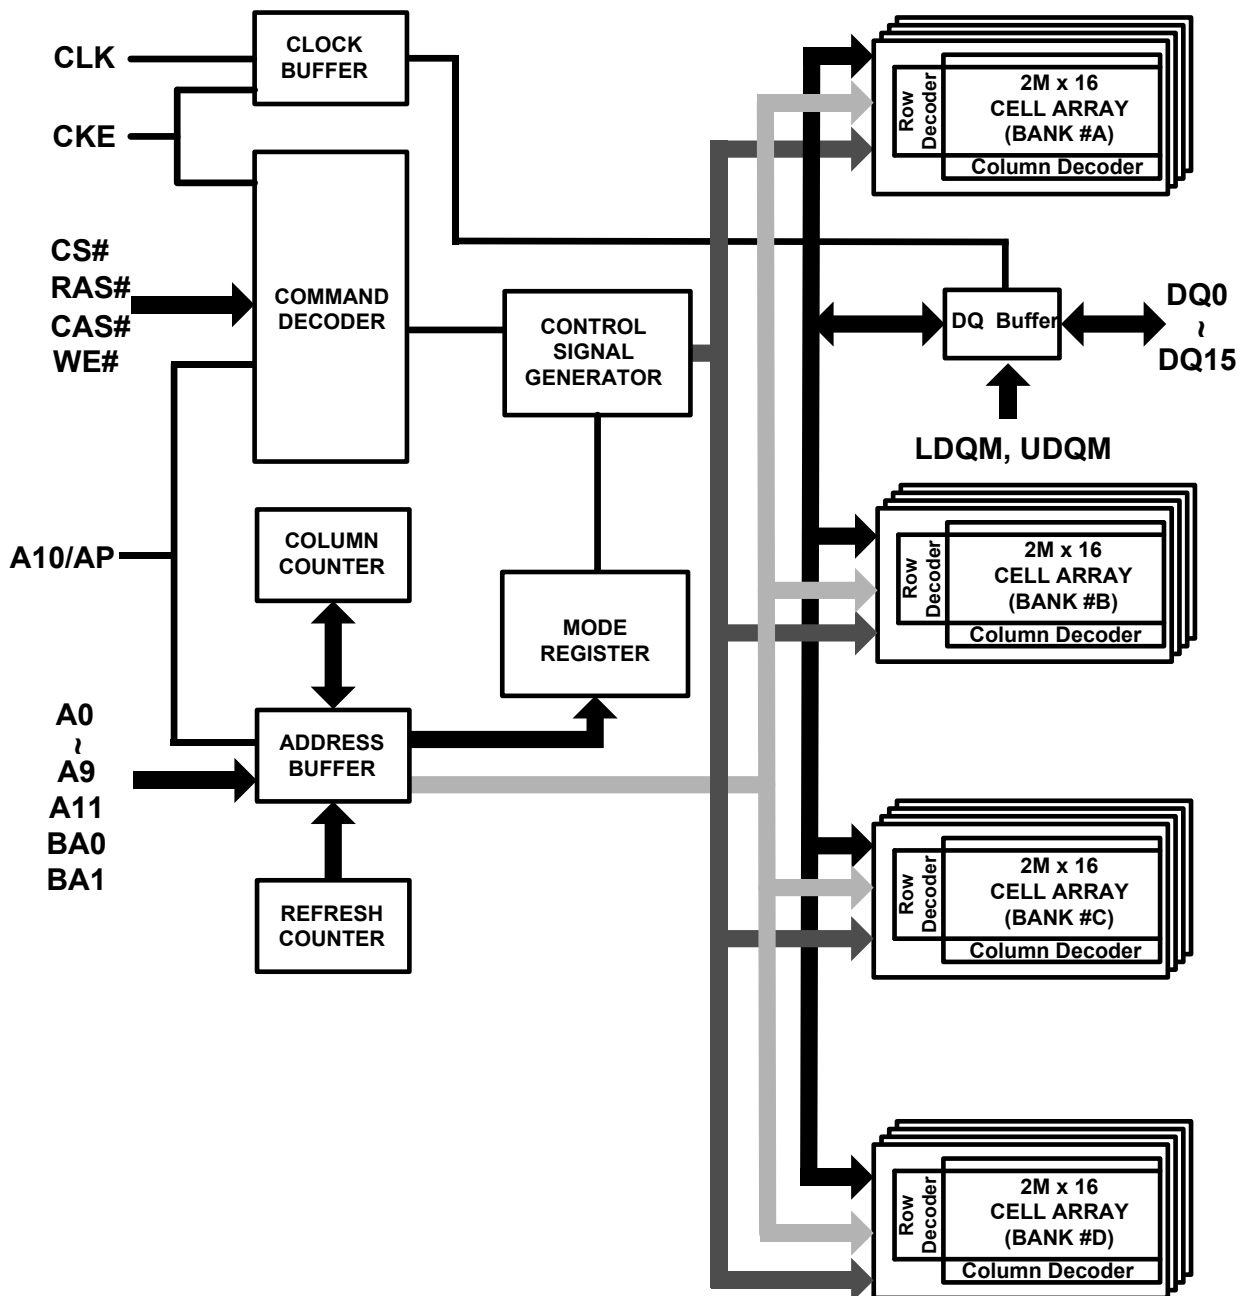 CLK
CKE
CLOCK
BUFFER
CS#
RAS#
CAS#
WE#
COMMAND
DECODER
CONTROL
SIGNAL
GENERATOR
A10/AP
COLUMN
COUNTER
MODE
REGISTER
A0
~
A9
A11
BA0
BA1
ADDRESS
BUFFER
REFRESH
COUNTER
Row
Decoder
2M x 16
CELL ARRAY
(BANK #A)
Column Decoder
DQ Buffer
DQ0
~
DQ15
LDQM, UDQM
Row
Decoder
2M x 16
CELL ARRAY
(BANK #B)
Column Decoder
Row
Decoder
2M x 16
CELL ARRAY
(BANK #C)
Column Decoder
Row
Decoder
2M x 16
CELL ARRAY
(BANK #D)
Column Decoder